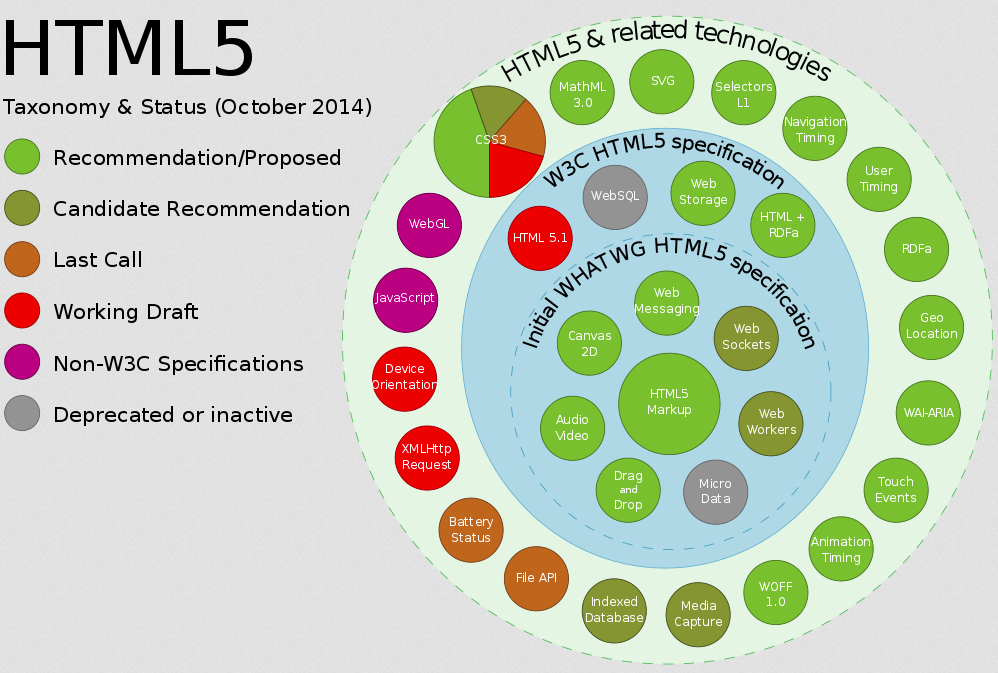 HTML5
Taxonomy & Status (October 2014)
Recommendation/Proposed
Candidate Recommendation
Last Call
Working Draft
Non-W3C Specifications
Deprecated or inactive
HTML5 & related technologies
CSS3
MathML
3.0
SVG
Selectors
L1
Navigation
Timing
User
Timing
RDFa
Geo
Location
WAI-ARIA
Touch
Events
Animation
Timing
WOFF
1.0
Media
Capture
Indexed
Database
File API
Battery
Status
XMLHttp
Request
Device
Orientation
JavaScript
WebGL
W3C HTML5 specification
HTML 5.1
WebSQL
Web
Storage
HTML +
RDFa
Initial WHATWG HTML5 specification
Web
Messaging
Web
Sockets
Web
Workers
Micro
Data
Drag
and
Drop
Audio
Video
Canvas
2D
HTML5
Markup